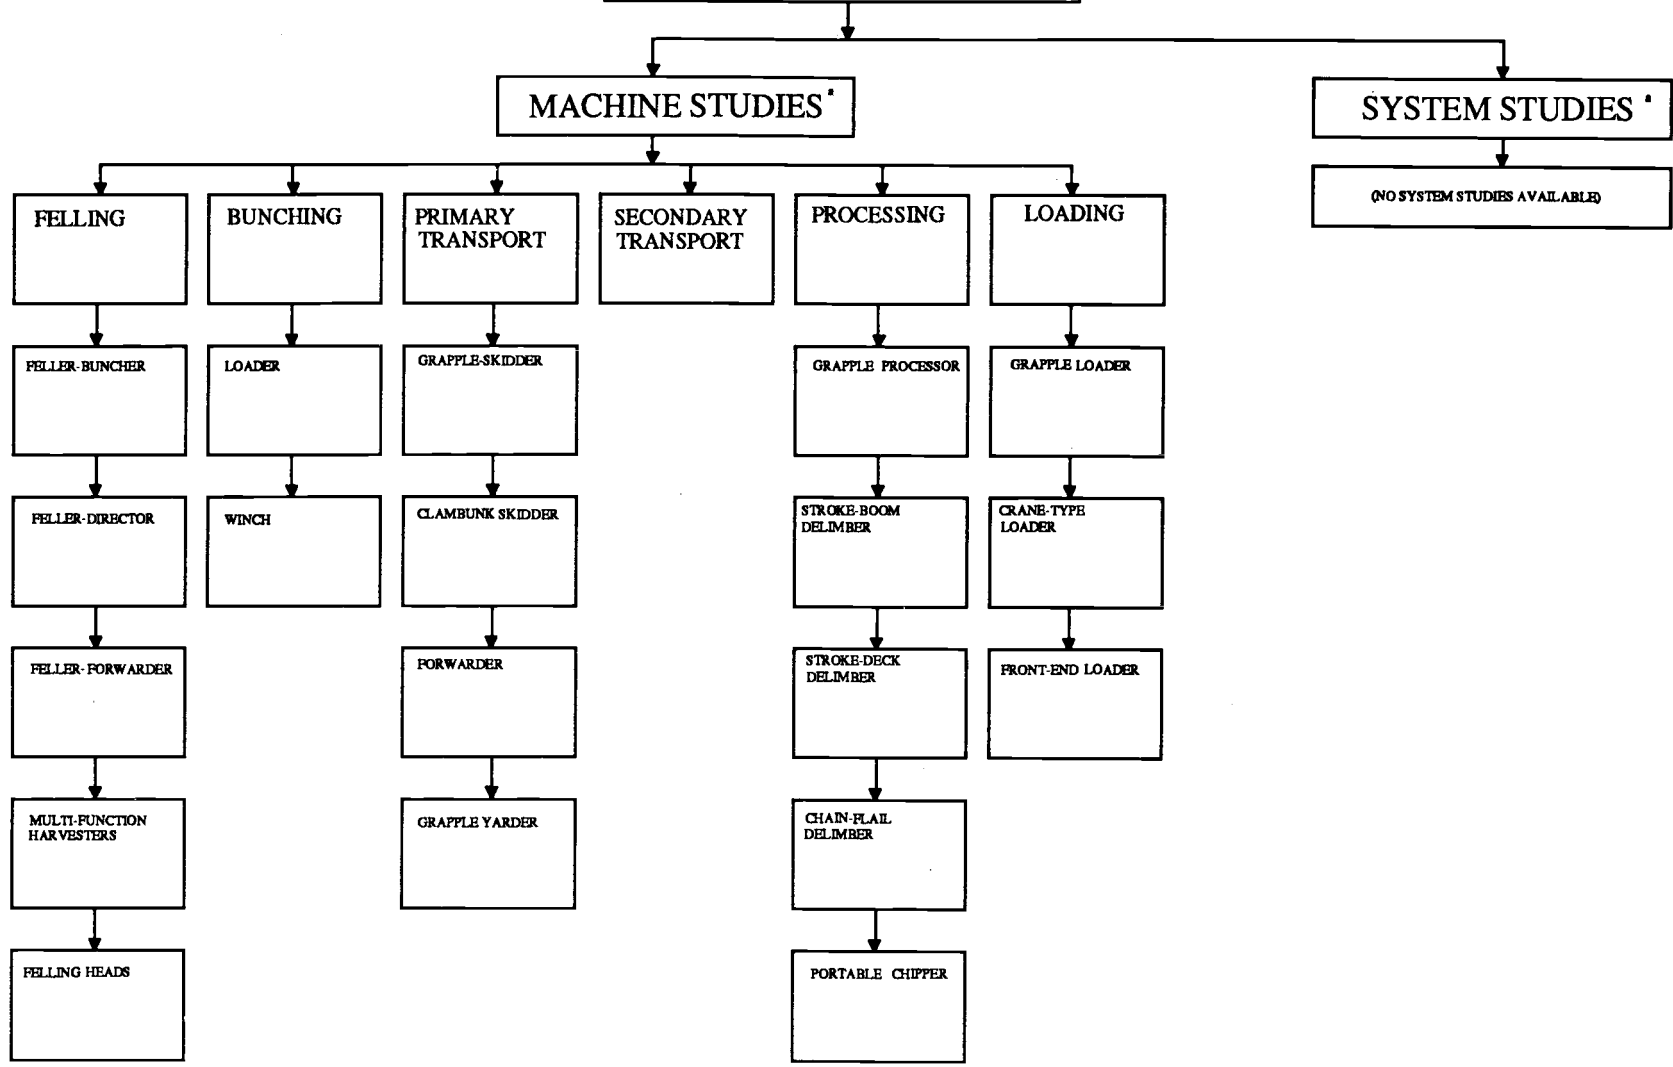 MACHINE STUDIES a
SYSTEM STUDIES a
(NO SYSTEM STUDIES AVAILABLE)
FELLING
BUNCHING
PRIMARY
TRANSPORT
SECONDARY
TRANSPORT
PROCESSING
LOADING
FELLER-BUNCHER
LOADER
GRAPPLE-SKIDDER
GRAPPLE PROCESSOR
GRAPPLE LOADER
FELLER-DIRECTOR
WINCH
CLAMBUNK SKIDDER
STROKE-BOOM
DELIMBER
CRANE-TYPE
LOADER
FELLER-FORWARDER
FORWARDER
STROKE-DECK
DELIMBER
FRONT-END LOADER
MULTI-FUNCTION
HARVESTERS
GRAPPLE YARDER
CHAIN-FLAIL
DELIMBER
FELLING HEADS
PORTABLE CHIPPER